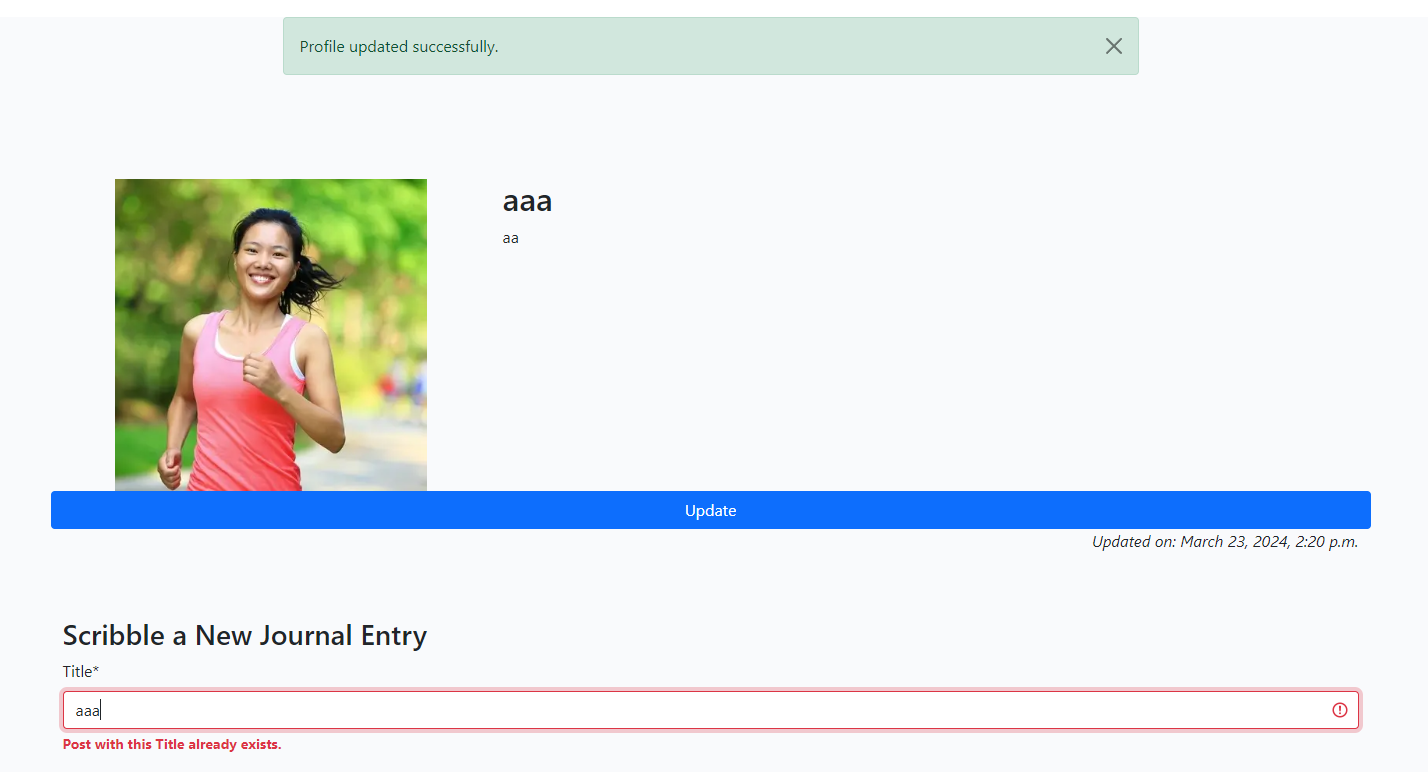 Profile updated successfully.
aaa
aa
Update
Updated on: March 23, 2024, 2:20 p.m.
Scribble a New Journal Entry
Title*
aaa
Post with this Title already exists.